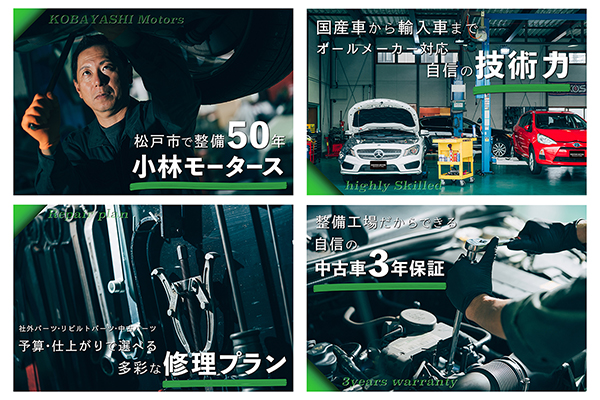 KOBAYASHI Motors
松戸市で整備50年
小林モータース
国産車から輸入車まで
オールメーカー対応
自信の技術力
highly Skilled
Repair plan
社外パーツ・リビルトパーツ・中古パーツ
予算・仕上がりで選べる
多彩な修理プラン
整備工場だからできる
自信の
中古車3年保証
3years warranty